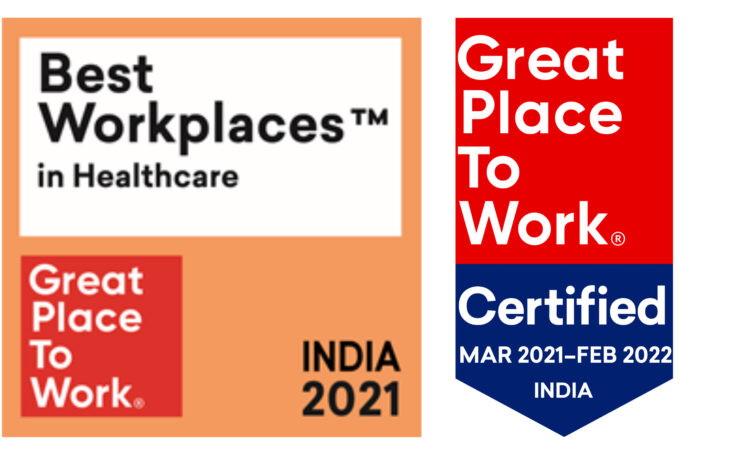 Best
Workplaces™
in Healthcare
Great
Place
To
Work®
INDIA
2021
Great
Place
To
Work®
Certified
MAR 2021–FEB 2022
INDIA